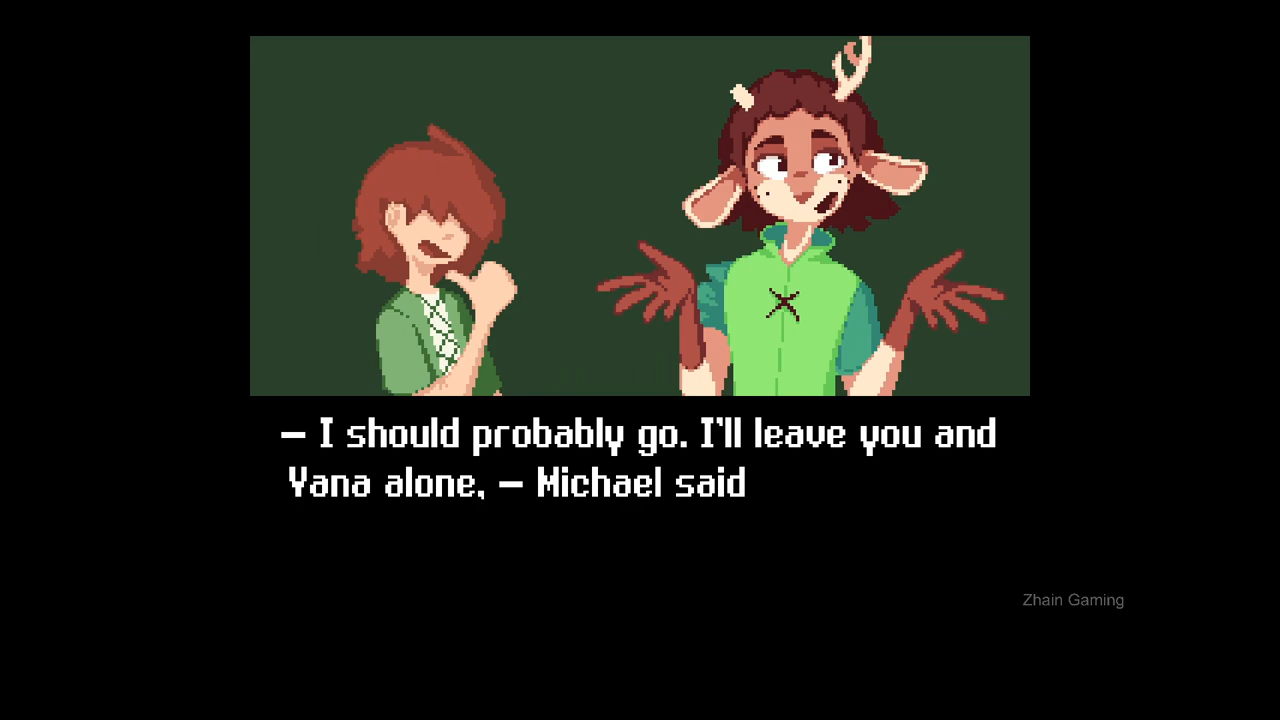 – I should probably go. I'll leave you and
Yana alone, – Michael said
Zhain Gaming